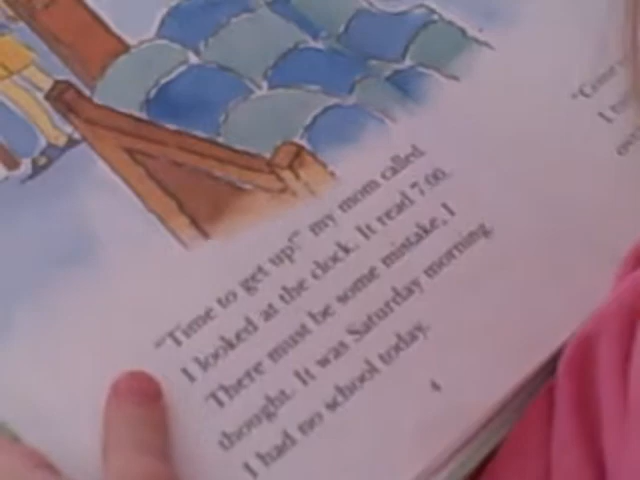 "Time to get up!" my mom called.
I looked at the clock. It read 7:00.
There must be some mistake, I
thought. It was Saturday morning.
I had no school today.
4
"Come